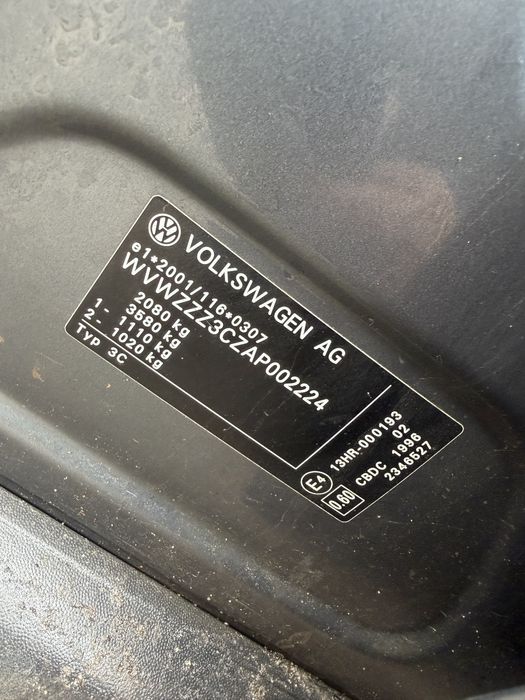 VOLKSWAGEN AG
e1*2001/116*0307
WVWZZZ3CZAP002224
2080 kg
3580 kg
1- 1110 kg
2- 1020 kg
Typ 3C
E4 13HR-000193
02
0.60 CBDC 1996
2346527